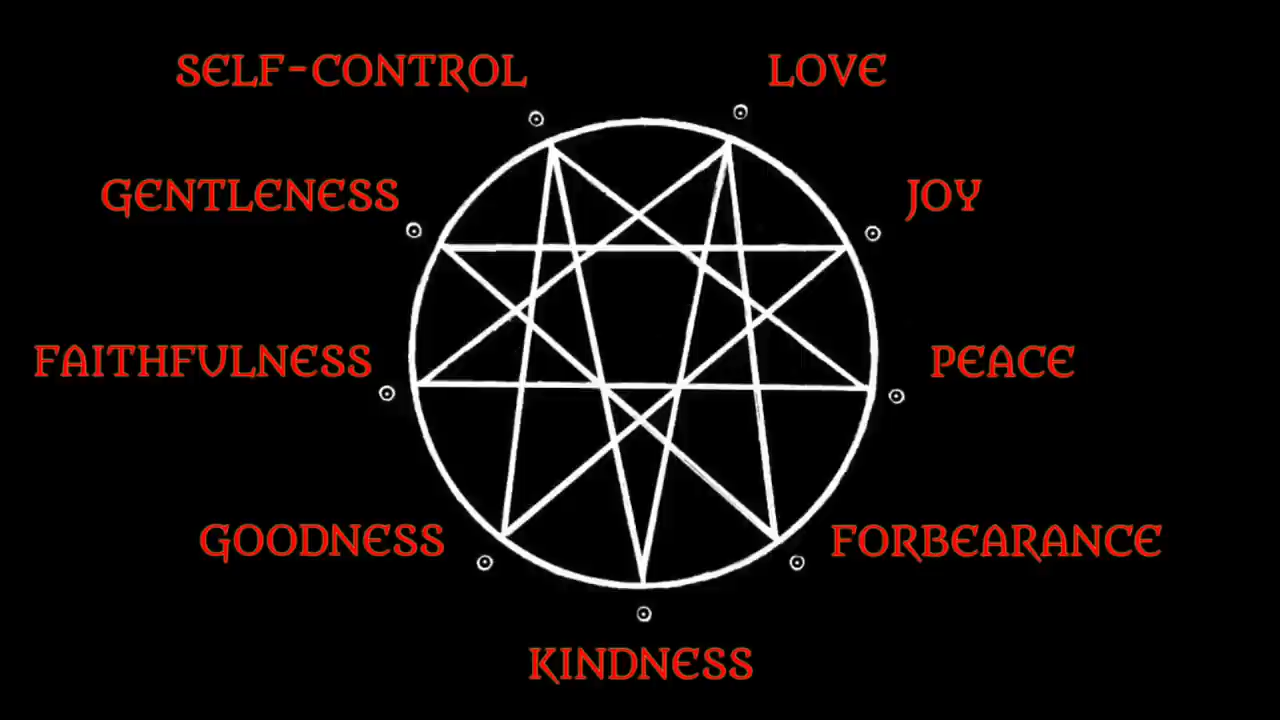 SELF-CONTROL
LOVE
GENTLENESS
JOY
FAITHFULNESS
PEACE
GOODNESS
FORBEARANCE
KINDNESS